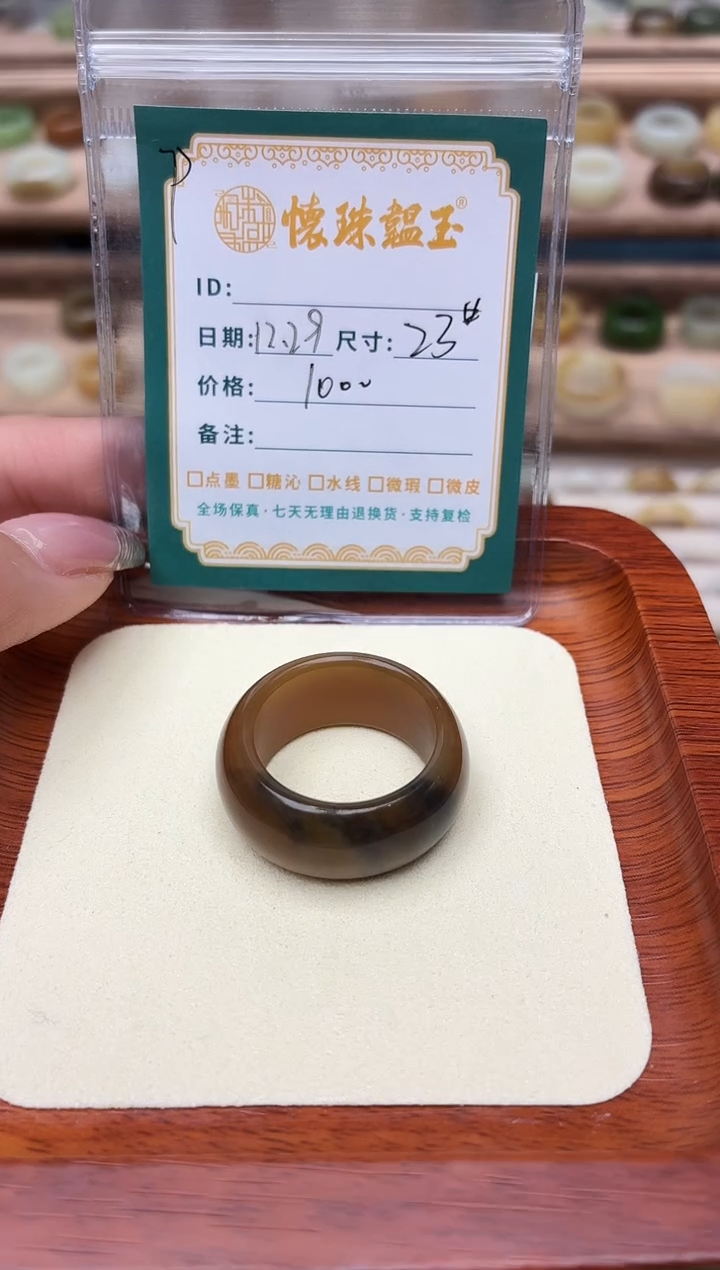 懷珠韞玉®
ID:
日期:12.29 尺寸:23#
价格:1000
备注:
□点墨 □糖沁 □水线 □微瑕 □微皮
全场保真·七天无理由退换货·支持复检